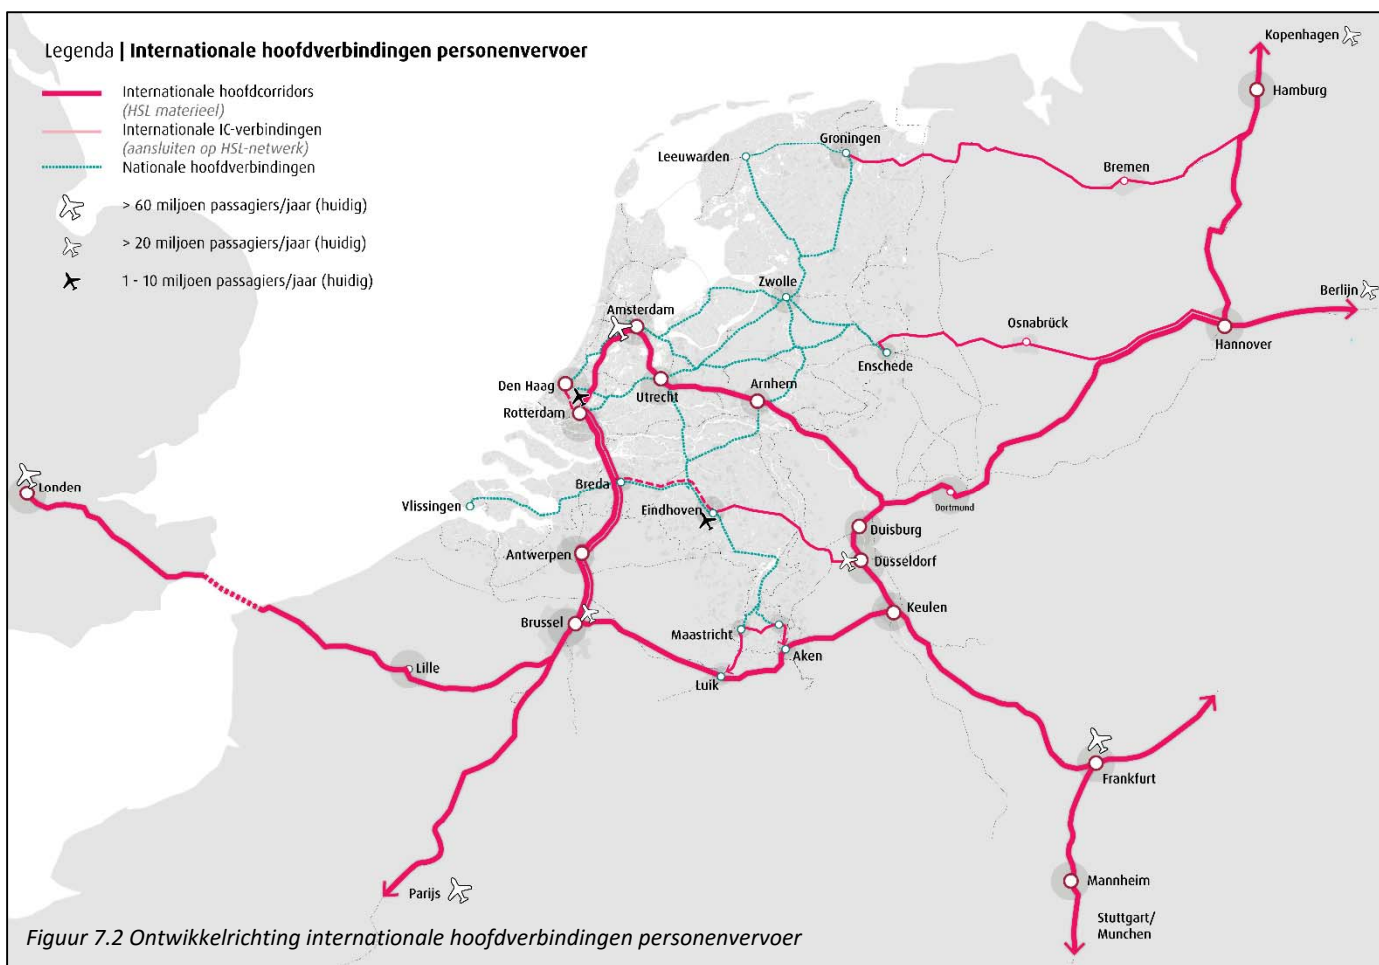 Legenda | Internationale hoofdverbindingen personenvervoer
Internationale hoofdcorridors
(HSL materieel)
Internationale IC-verbindingen
(aansluiten op HSL-netwerk)
Nationale hoofdverbindingen
> 60 miljoen passagiers/jaar (huidig)
> 20 miljoen passagiers/jaar (huidig)
1 - 10 miljoen passagiers/jaar (huidig)
Kopenhagen
Hamburg
Groningen
Leeuwarden
Bremen
Zwolle
Berlijn
Amsterdam
Osnabrück
Hannover
Enschede
Den Haag
Utrecht
Arnhem
Rotterdam
Londen
Breda
Vlissingen
Eindhoven
Dortmund
Duisburg
Antwerpen
Düsseldorf
Keulen
Brussel
Maastricht
Aken
Lille
Luik
Frankfurt
Mannheim
Parijs
Stuttgart/
Munchen
Figuur 7.2 Ontwikkelrichting internationale hoofdverbindingen personenvervoer